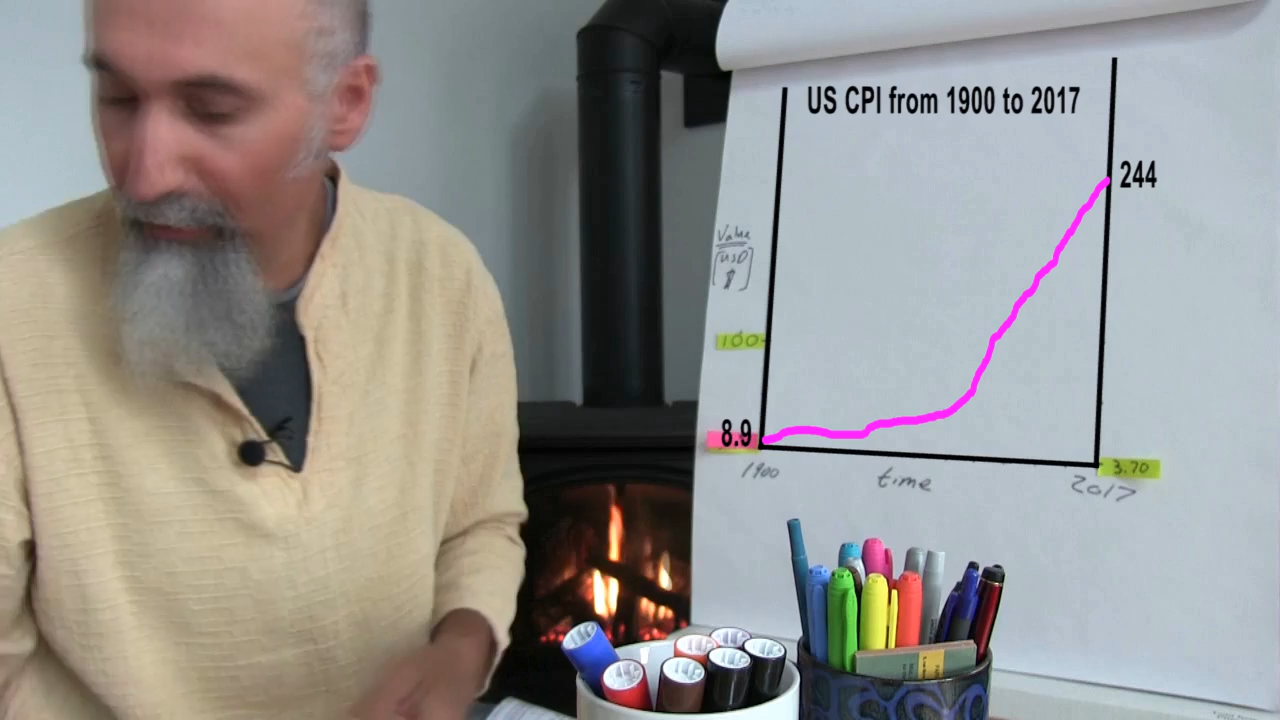 US CPI from 1900 to 2017
244
Value
[USD
$]
100
8.9
3.70
1900
time
2017